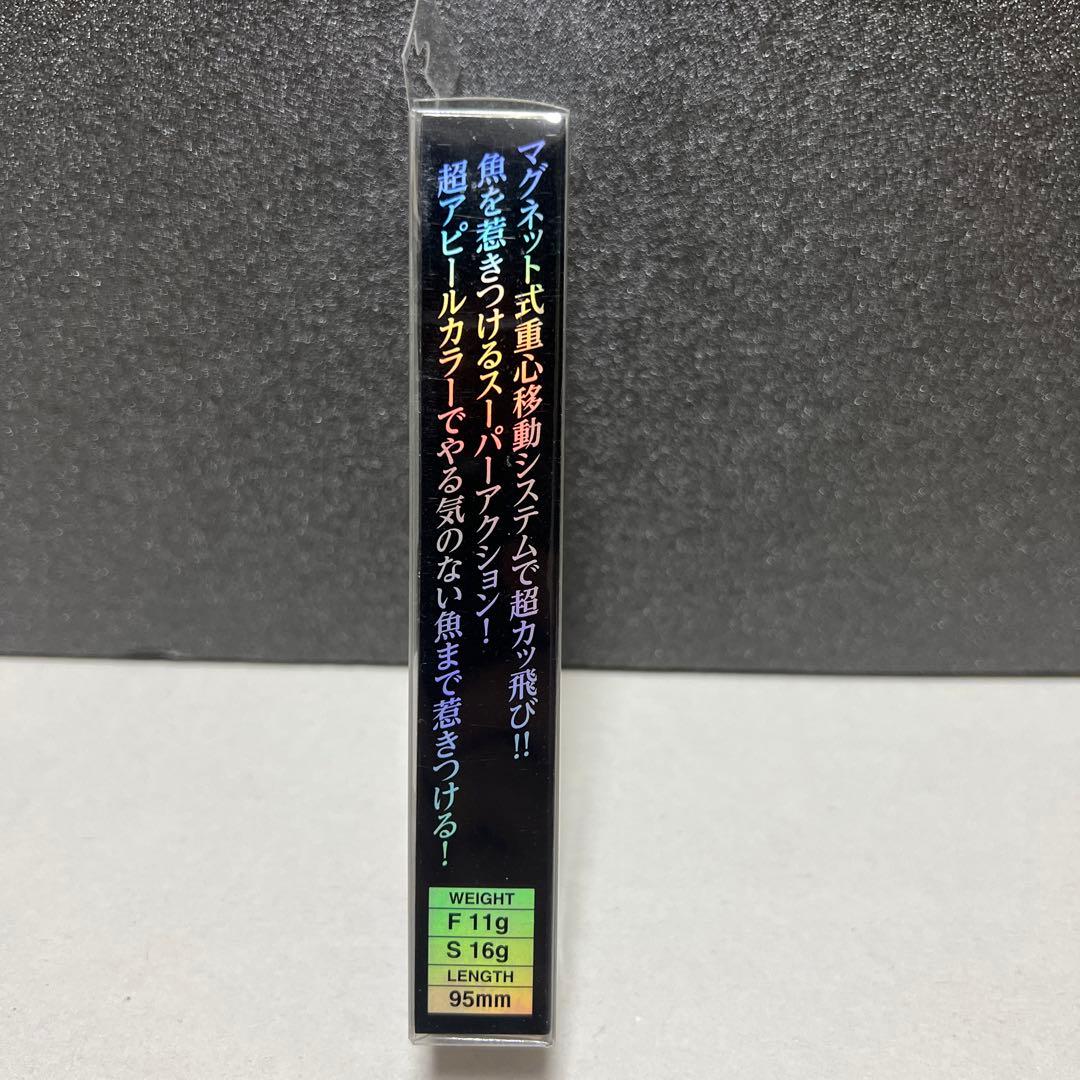 マグネット式重心移動システムで超カッ飛び!!
魚を惹きつけるスーパーアクション!
超アピールカラーでやる気のない魚まで惹きつける!
WEIGHT
F 11g
S 16g
LENGTH
95mm